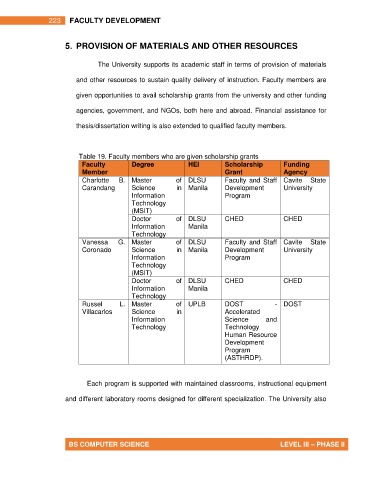 223 FACULTY DEVELOPMENT
5. PROVISION OF MATERIALS AND OTHER RESOURCES
The University supports its academic staff in terms of provision of materials
and other resources to sustain quality delivery of instruction. Faculty members are
given opportunities to avail scholarship grants from the university and other funding
agencies, government, and NGOs, both here and abroad. Financial assistance for
thesis/dissertation writing is also extended to qualified faculty members.
Table 19. Faculty members who are given scholarship grants
Faculty Member | Degree | HEI | Scholarship Grant | Funding Agency
Charlotte B. Carandang | Master of Science in Information Technology (MSIT) | DLSU Manila | Faculty and Staff Development Program | Cavite State University
Doctor of Information Technology | DLSU Manila | CHED | CHED
Vanessa G. Coronado | Master of Science in Information Technology (MSIT) | DLSU Manila | Faculty and Staff Development Program | Cavite State University
Doctor of Information Technology | DLSU Manila | CHED | CHED
Russel L. Villacarlos | Master of Science in Information Technology | UPLB | DOST - Accelerated Science and Technology Human Resource Development Program (ASTHRDP). | DOST
Each program is supported with maintained classrooms, instructional equipment
and different laboratory rooms designed for different specialization. The University also
BS COMPUTER SCIENCE LEVEL III – PHASE II